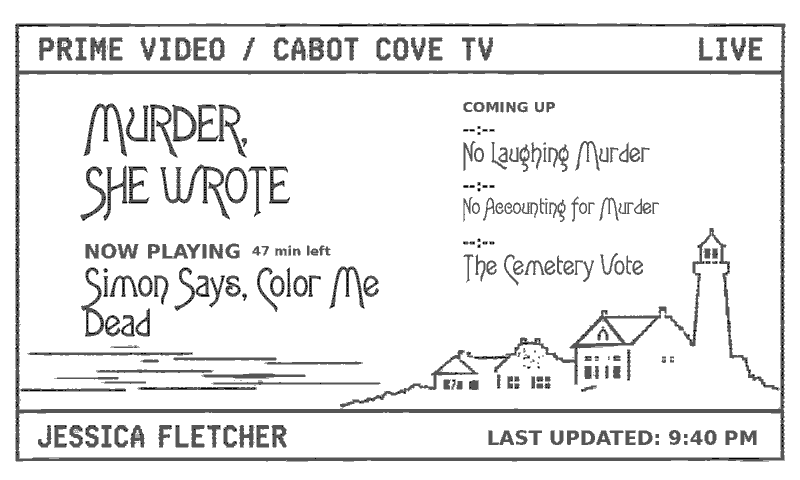 PRIME VIDEO / CABOT COVE TV
LIVE
MURDER,
SHE WROTE
NOW PLAYING 47 min left
Simon Says, Color Me
Dead
COMING UP
--:--
No Laughing Murder
--:--
No Accounting for Murder
--:--
The Cemetery Vote
JESSICA FLETCHER
LAST UPDATED: 9:40 PM